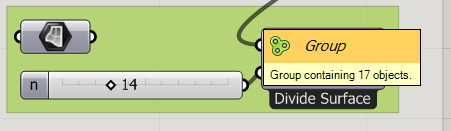 Group
Group containing 17 objects.
n 14
Divide Surface